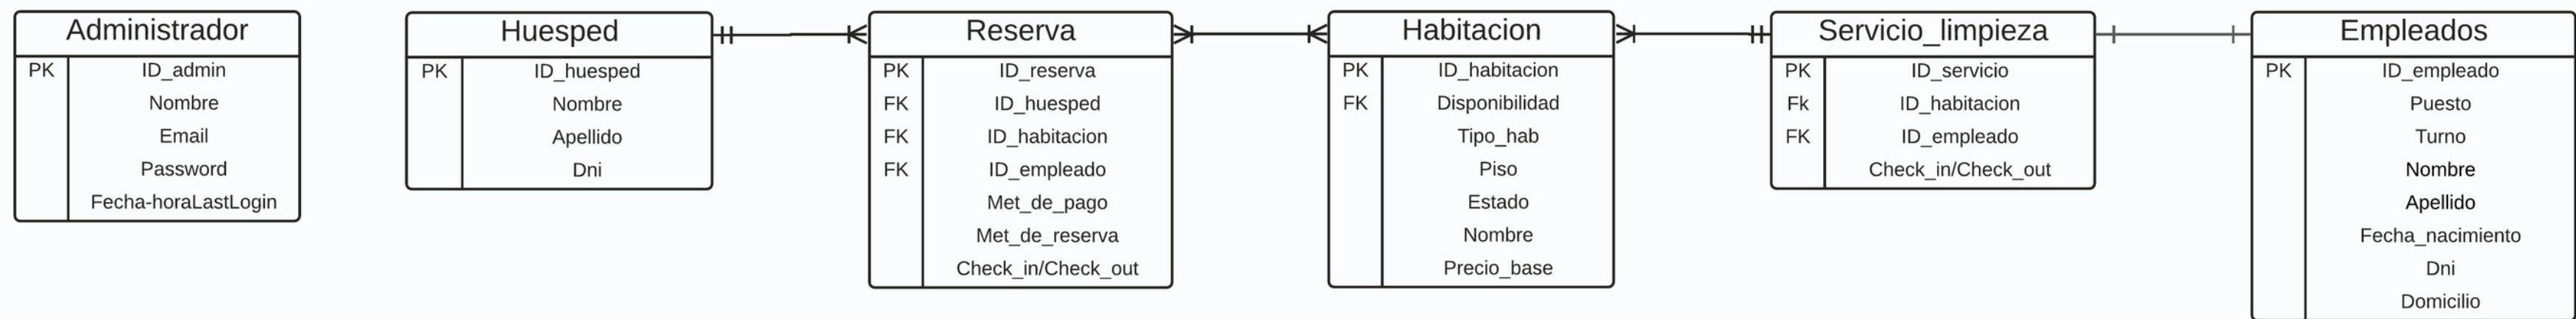 Administrador
PK ID_admin
Nombre
Email
Password
Fecha-horaLastLogin
Huesped
PK ID_huesped
Nombre
Apellido
Dni
Reserva
PK ID_reserva
FK ID_huesped
FK ID_habitacion
FK ID_empleado
Met_de_pago
Met_de_reserva
Check_in/Check_out
Habitacion
PK ID_habitacion
FK Disponibilidad
Tipo_hab
Piso
Estado
Nombre
Precio_base
Servicio_limpieza
PK ID_servicio
Fk ID_habitacion
FK ID_empleado
Check_in/Check_out
Empleados
PK ID_empleado
Puesto
Turno
Nombre
Apellido
Fecha_nacimiento
Dni
Domicilio